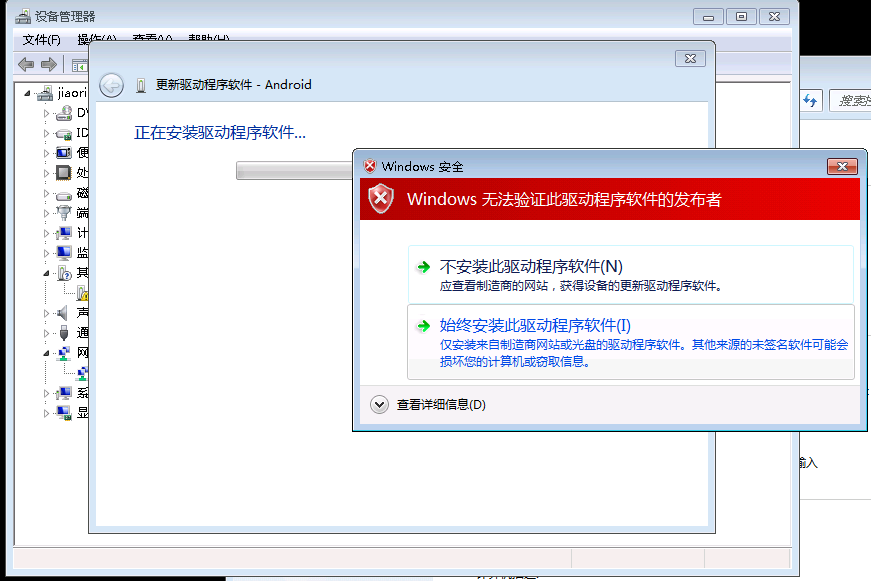 设备管理器
文件(F) 操作(A) 查看(V) 帮助(H)
更新驱动程序软件 - Android
正在安装驱动程序软件...
jiaori
便
处
监
其
声
通
网
系
显
搜索
Windows 安全
Windows 无法验证此驱动程序软件的发布者
不安装此驱动程序软件(N)
应查看制造商的网站，获得设备的更新驱动程序软件。
始终安装此驱动程序软件(I)
仅安装来自制造商网站或光盘的驱动程序软件。其他来源的未签名软件可能会
损坏您的计算机或窃取信息。
查看详细信息(D)
输入